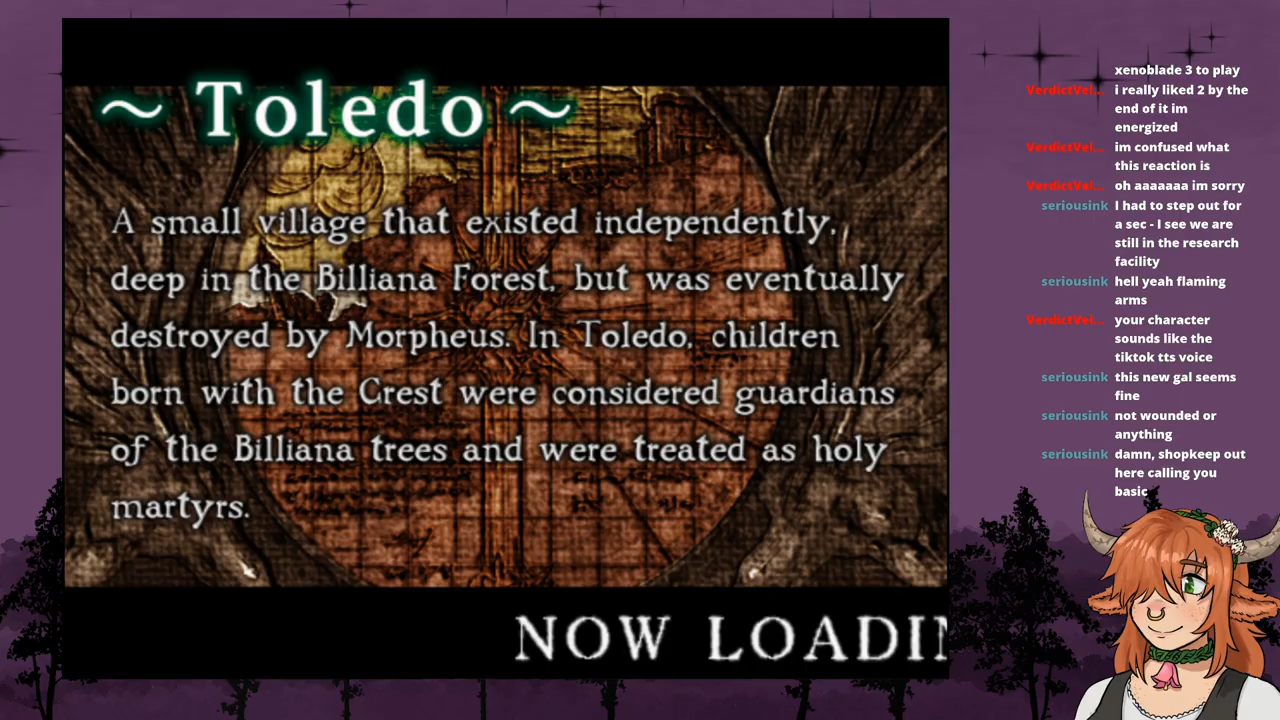 ~ Toledo ~
A small village that existed independently,
deep in the Billiana Forest, but was eventually
destroyed by Morpheus. In Toledo, children
born with the Crest were considered guardians
of the Billiana trees and were treated as holy
martyrs.
NOW LOADIN
xenoblade 3 to play
VerdictVel... i really liked 2 by the
end of it im
energized
VerdictVel... im confused what
this reaction is
VerdictVel... oh aaaaaaa im sorry
seriousink I had to step out for
a sec - I see we are
still in the research
facility
seriousink hell yeah flaming
arms
VerdictVel... your character
sounds like the
tiktok tts voice
seriousink this new gal seems
fine
seriousink not wounded or
anything
seriousink damn, shopkeep out
here calling you
basic